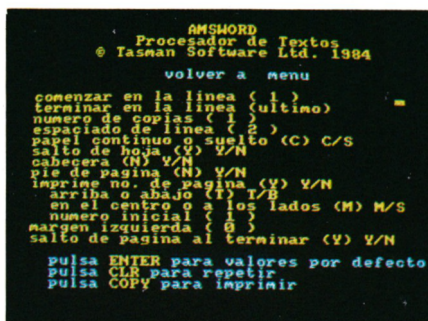 AMSWORD
Procesador de Textos
© Tasman Software Ltd. 1984
volver a menu
comenzar en la linea ( 1 )
terminar en la linea (ultimo)
numero de copias ( 1 )
espaciado de linea ( 2 )
papel continuo o suelto (C) C/S
salto de hoja (Y) Y/N
cabecera (N) Y/N
pie de pagina (N) Y/N
imprime no. de pagina (Y) Y/N
arriba o abajo (T) T/B
en el centro o a los lados (M) M/S
numero inicial ( 1 )
margen izquierda ( 0 )
salto de pagina al terminar (Y) Y/N
pulsa ENTER para valores por defecto
pulsa CLR para repetir
pulsa COPY para imprimir